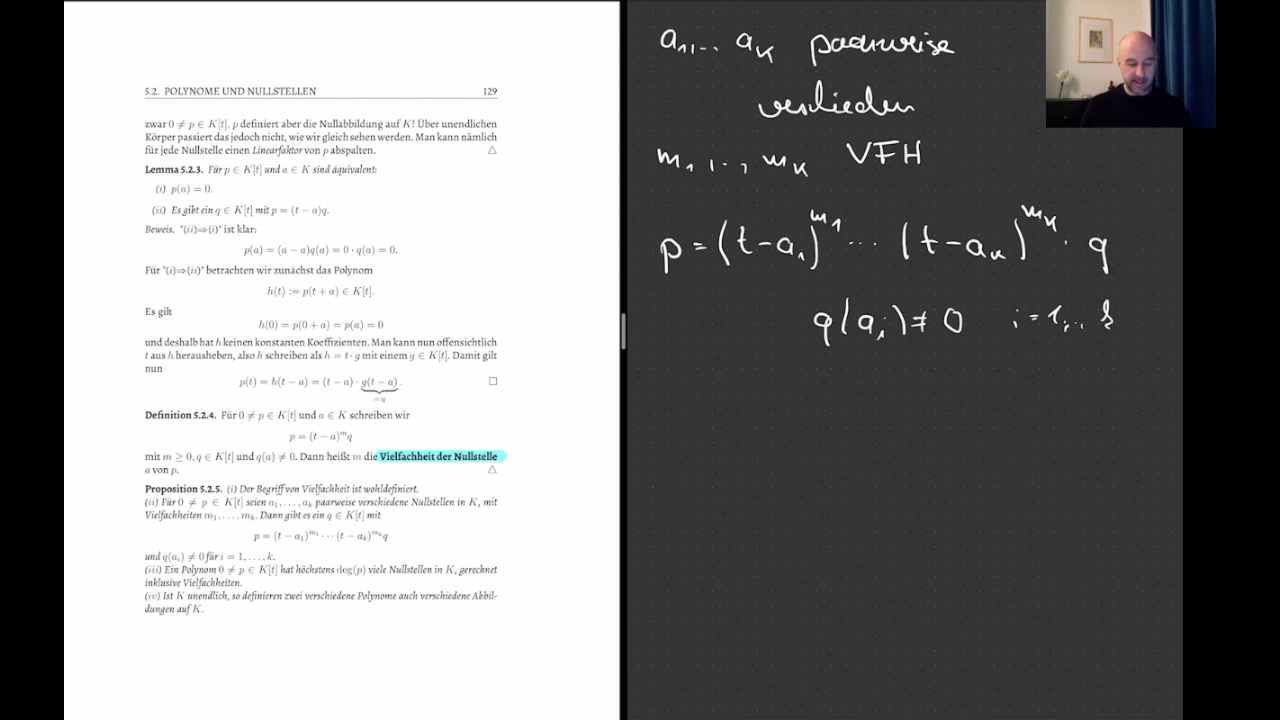 5.2. POLYNOME UND NULLSTELLEN 129
zwar 0 ≠ p ∈ K[t], p definiert aber die Nullabbildung auf K! Über unendlichen
Körper passiert das jedoch nicht, wie wir gleich sehen werden. Man kann nämlich
für jede Nullstelle einen Linearfaktor von p abspalten. △
Lemma 5.2.3. Für p ∈ K[t] und a ∈ K sind äquivalent:
(i) p(a) = 0.
(ii) Es gibt ein q ∈ K[t] mit p = (t − a)q.
Beweis. "(ii)⇒(i)" ist klar:
p(a) = (a − a)q(a) = 0 · q(a) = 0.
Für "(i)⇒(ii)" betrachten wir zunächst das Polynom
h(t) := p(t + a) ∈ K[t].
Es gilt
h(0) = p(0 + a) = p(a) = 0
und deshalb hat h keinen konstanten Koeffizienten. Man kann nun offensichtlich
t aus h herausheben, also h schreiben als h = t · g mit einem g ∈ K[t]. Damit gilt
nun
p(t) = h(t − a) = (t − a) · g(t − a) . □
=:q
Definition 5.2.4. Für 0 ≠ p ∈ K[t] und a ∈ K schreiben wir
p = (t − a)^m q
mit m ≥ 0, q ∈ K[t] und q(a) ≠ 0. Dann heißt m die Vielfachheit der Nullstelle
a von p. △
Proposition 5.2.5. (i) Der Begriff von Vielfachheit ist wohldefiniert.
(ii) Für 0 ≠ p ∈ K[t] seien a₁, . . . , aₖ paarweise verschiedene Nullstellen in K, mit
Vielfachheiten m₁, . . . , mₖ. Dann gibt es ein q ∈ K[t] mit
p = (t − a₁)^m₁ · · · (t − aₖ)^mₖ q
und q(aᵢ) ≠ 0 für i = 1, . . . , k.
(iii) Ein Polynom 0 ≠ p ∈ K[t] hat höchstens deg(p) viele Nullstellen in K, gerechnet
inklusive Vielfachheiten.
(iv) Ist K unendlich, so definieren zwei verschiedene Polynome auch verschiedene Abbil-
dungen auf K.
a₁,.. aₖ paarweise
verschieden
m₁,.., mₖ VFH
p = (t-a₁)^m₁ ... (t-aₖ)^mₖ · q
q(aᵢ) ≠ 0 i = 1,.. k